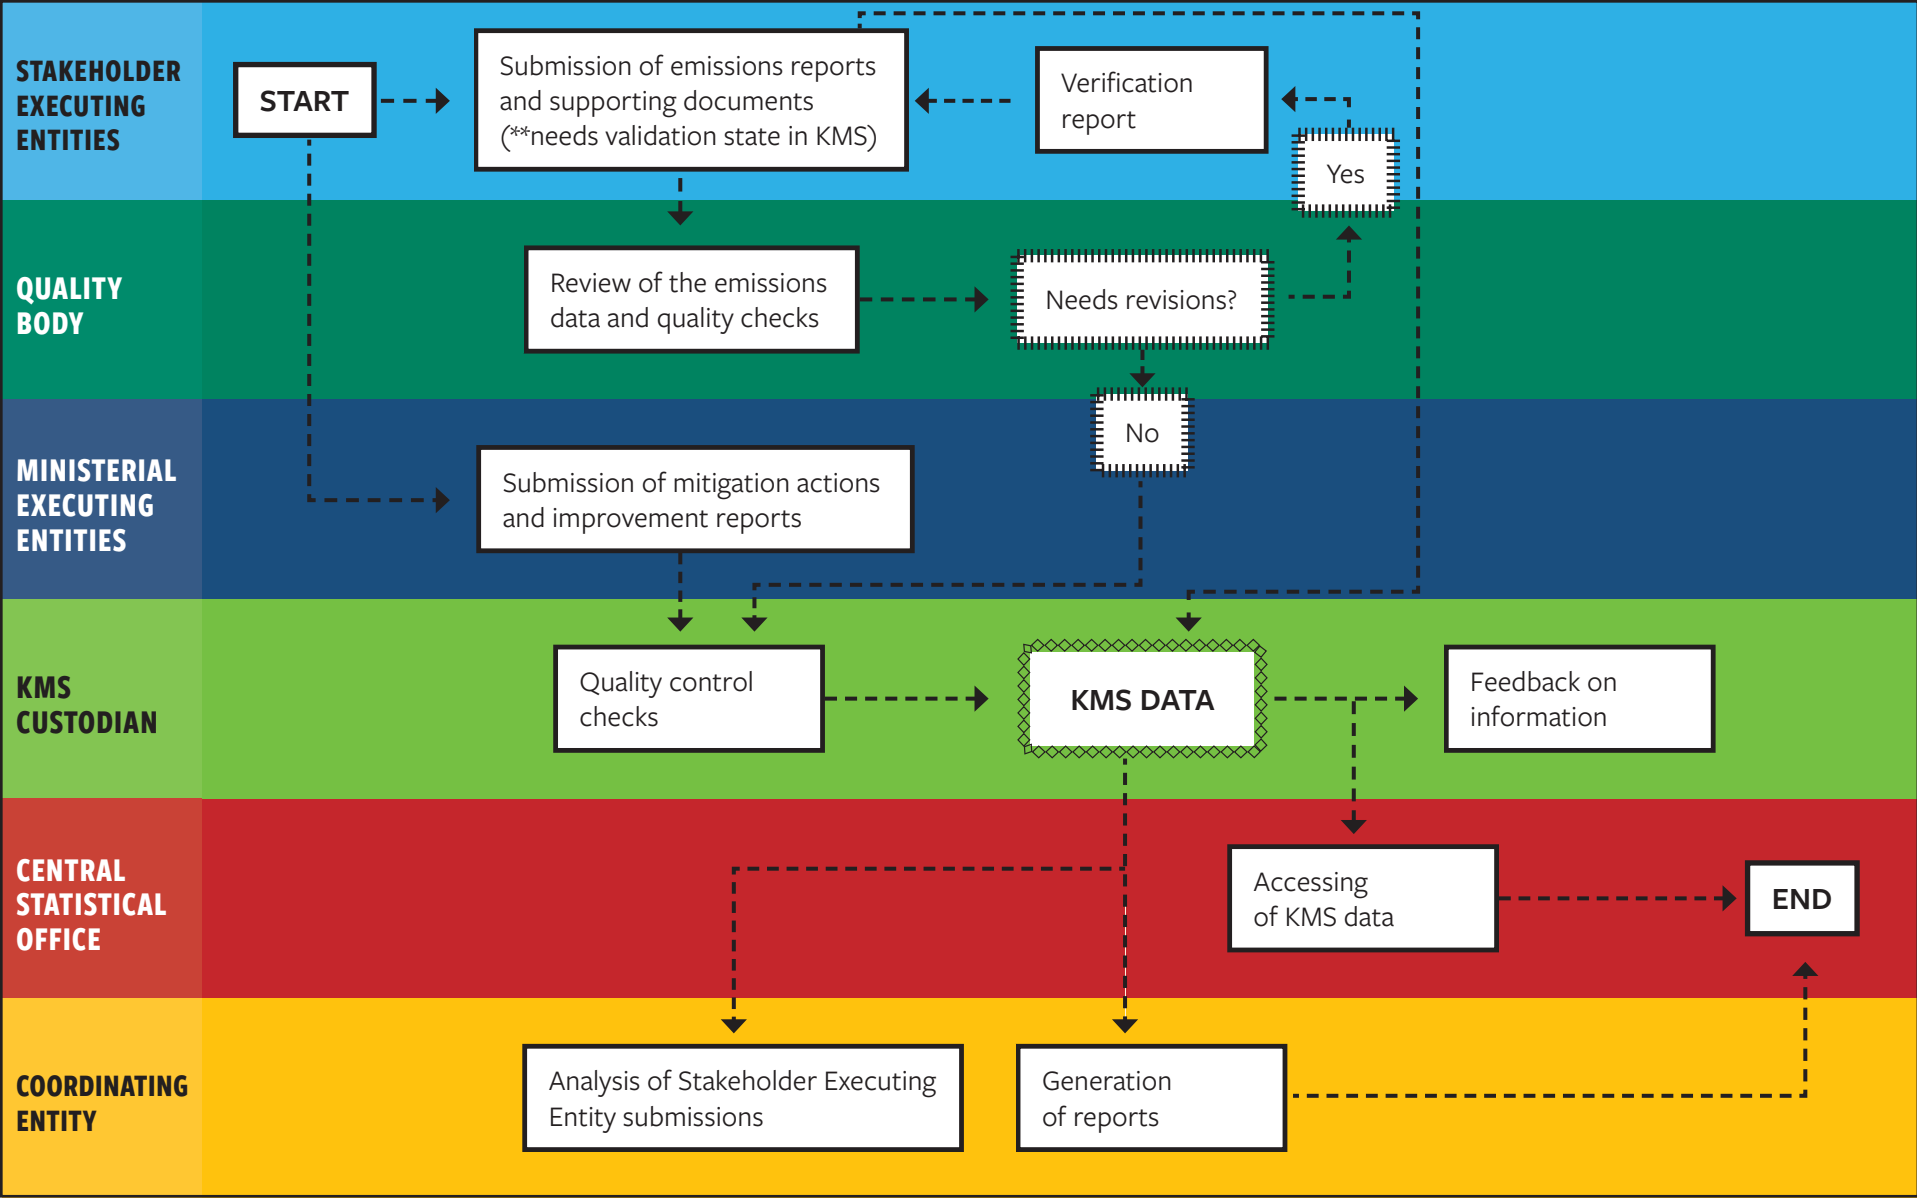 STAKEHOLDER
EXECUTING
ENTITIES
START
Submission of emissions reports
and supporting documents
(**needs validation state in KMS)
Verification
report
Yes
QUALITY
BODY
Review of the emissions
data and quality checks
Needs revisions?
No
MINISTERIAL
EXECUTING
ENTITIES
Submission of mitigation actions
and improvement reports
KMS
CUSTODIAN
Quality control
checks
KMS DATA
Feedback on
information
CENTRAL
STATISTICAL
OFFICE
Accessing
of KMS data
END
COORDINATING
ENTITY
Analysis of Stakeholder Executing
Entity submissions
Generation
of reports